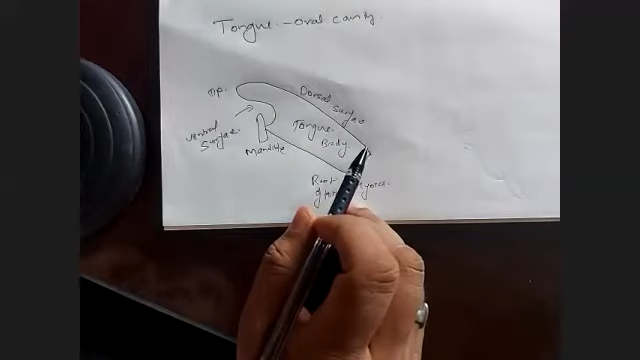 Tongue - oral cavity.
Tip.
Dorsal
surface
ventral
surface.
Tongue
Body
Mandible
Root